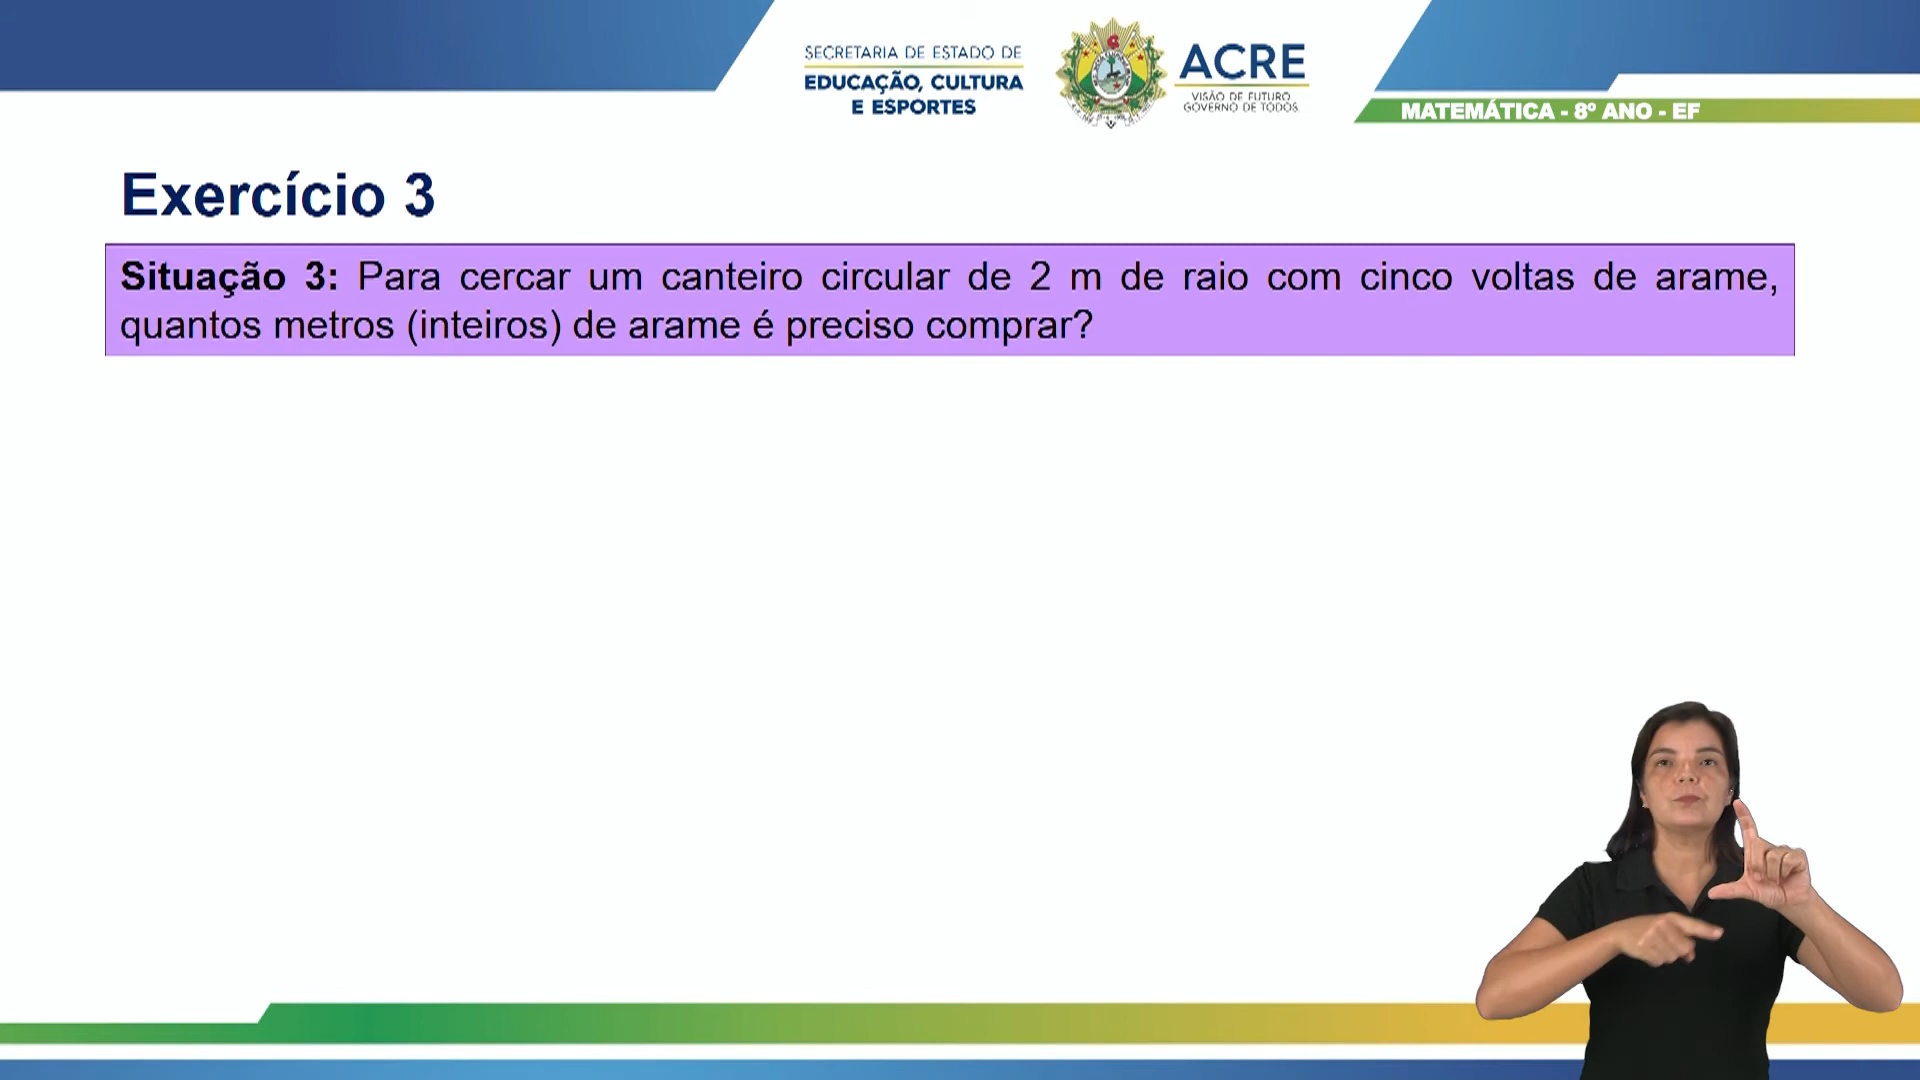 SECRETARIA DE ESTADO DE
EDUCAÇÃO, CULTURA
E ESPORTES
ACRE
VISÃO DE FUTURO
GOVERNO DE TODOS
MATEMÁTICA - 8º ANO - EF
Exercício 3
Situação 3: Para cercar um canteiro circular de 2 m de raio com cinco voltas de arame,
quantos metros (inteiros) de arame é preciso comprar?